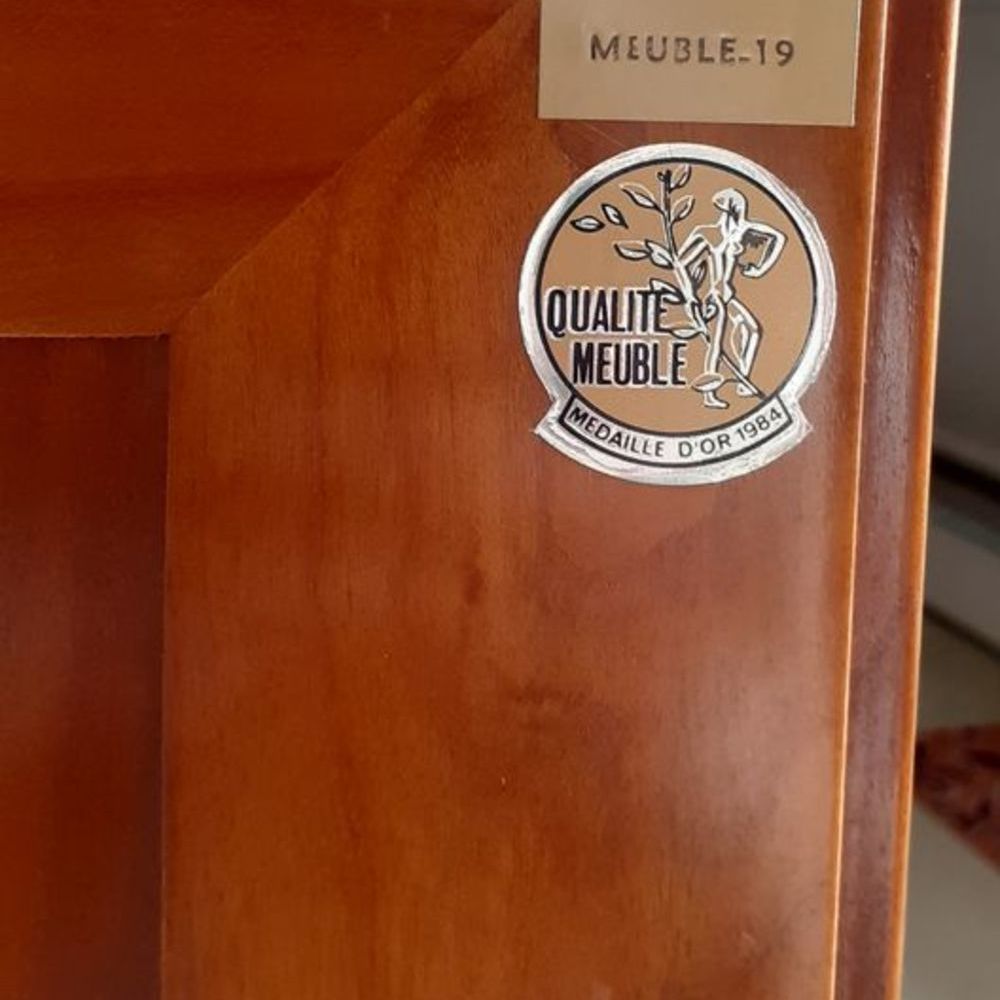 MEUBLE-19
QUALITE
MEUBLE
MEDAILLE D'OR 1984